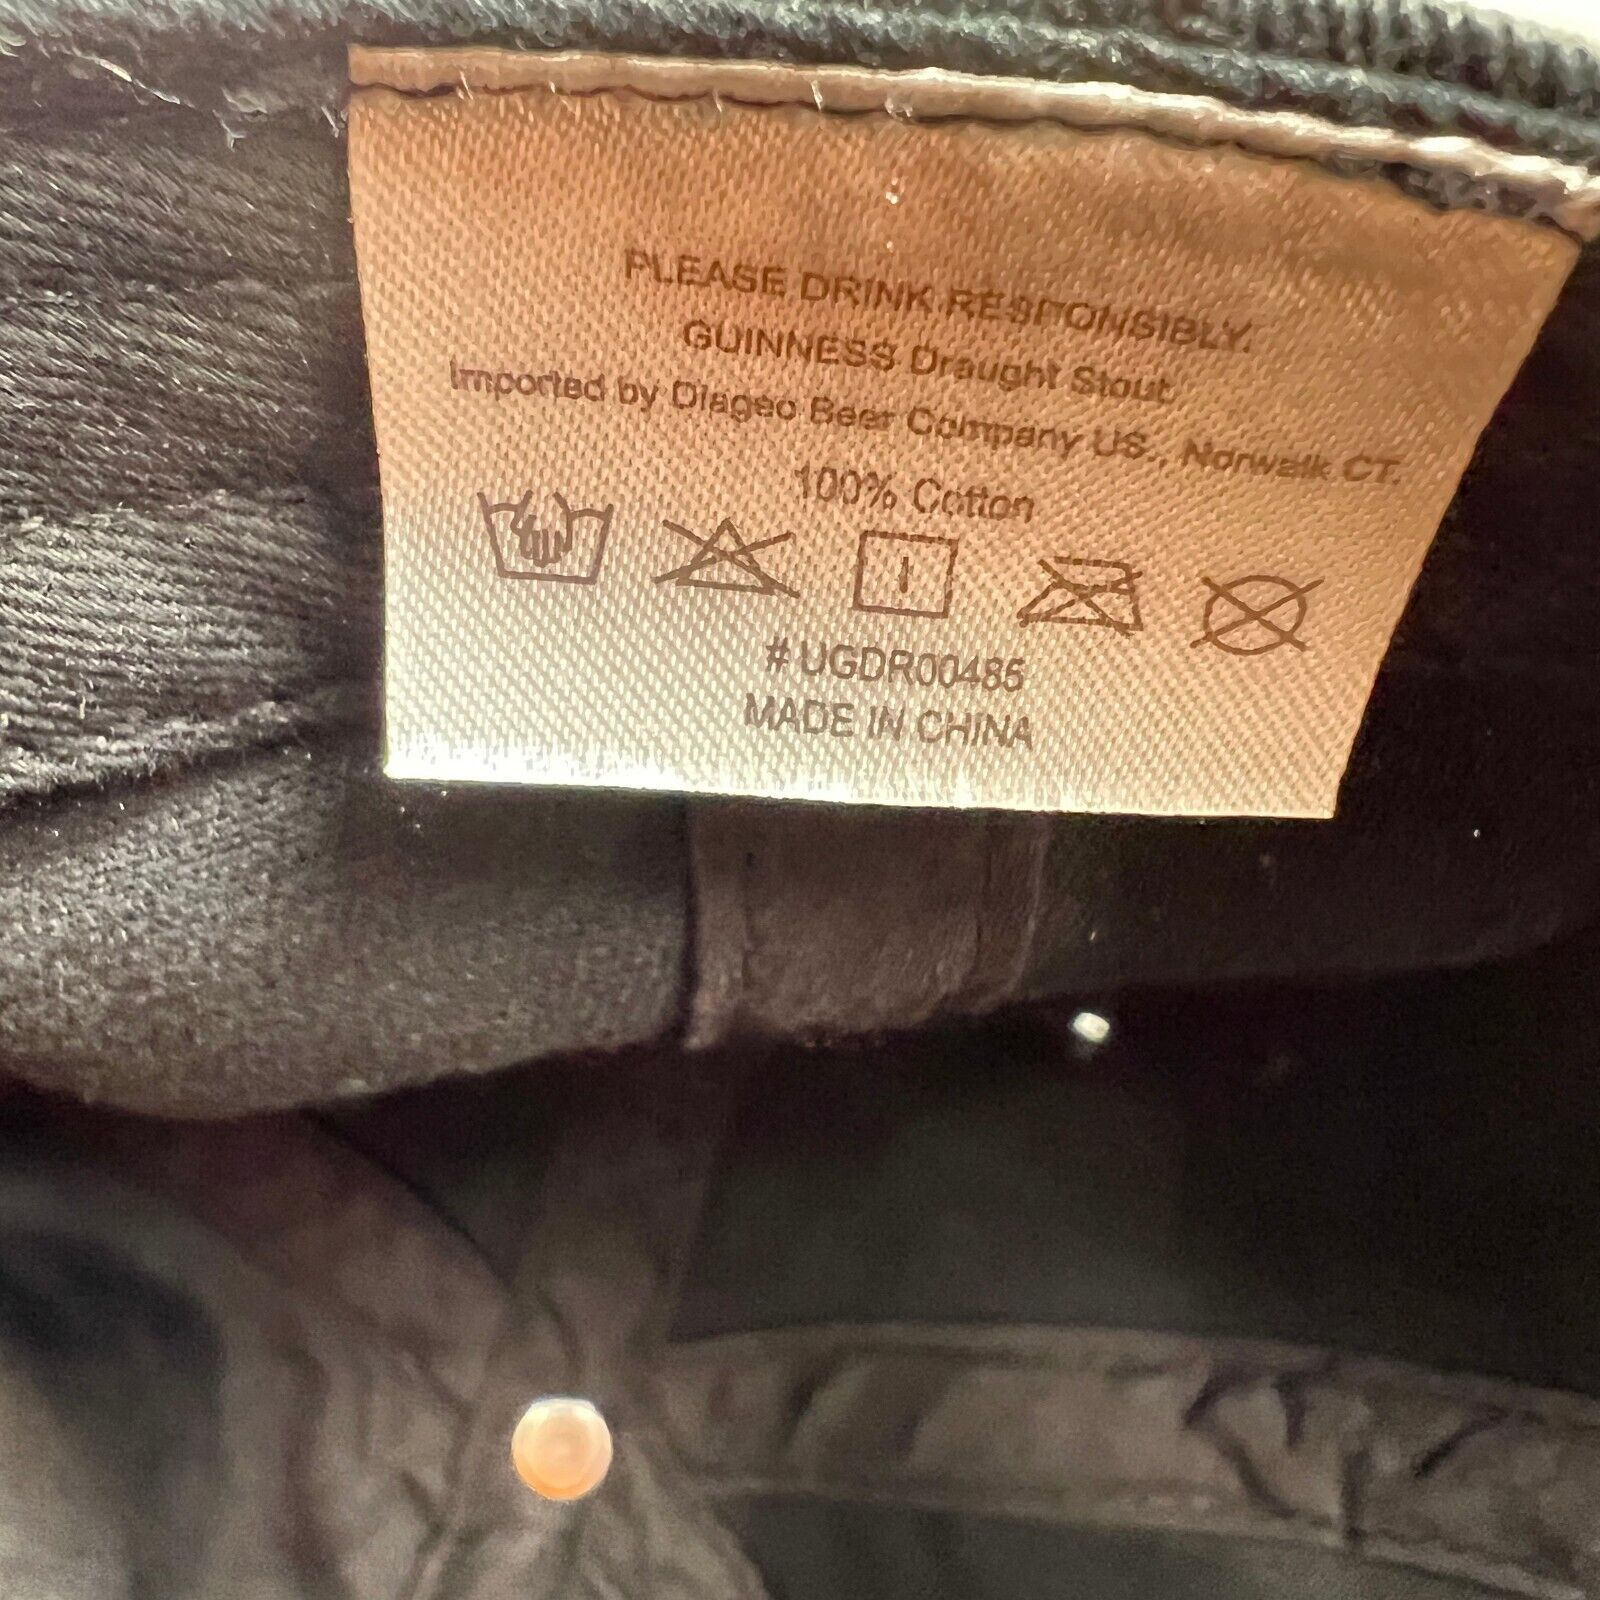 PLEASE DRINK RESPONSIBLY.
GUINNESS Draught Stout
Imported by Diageo Beer Company US., Norwalk CT.
100% Cotton
# UGDR00485
MADE IN CHINA